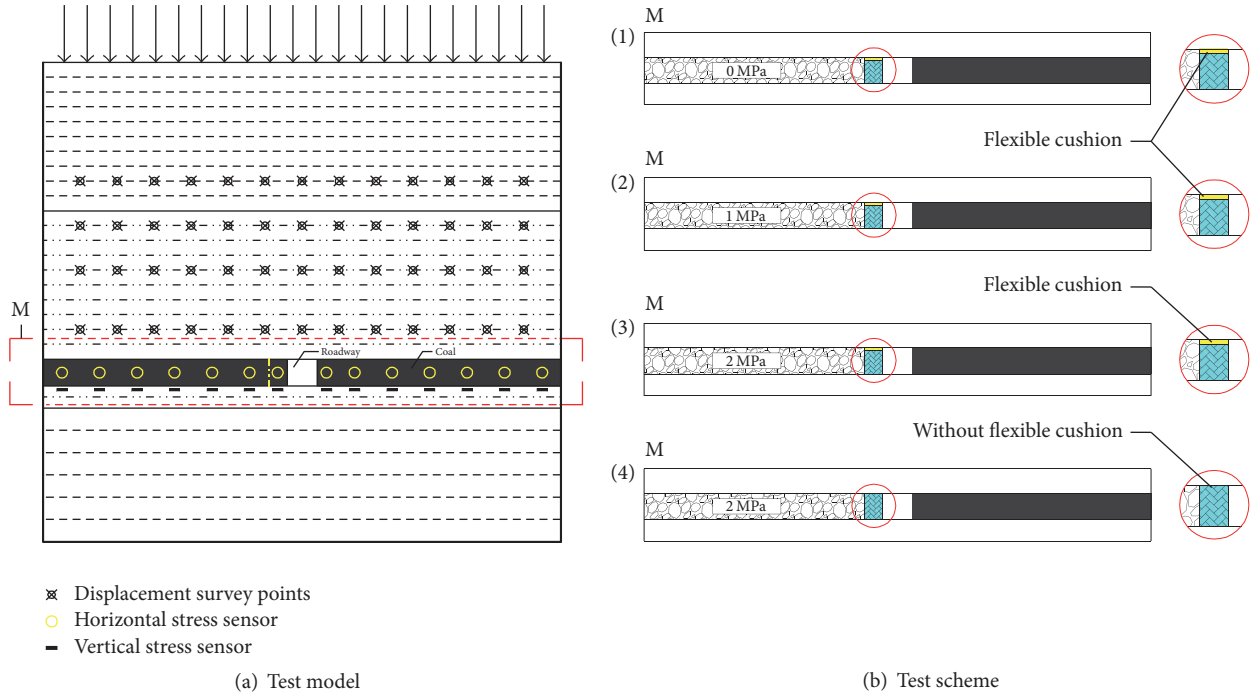 M
Roadway
Coal
Displacement survey points
Horizontal stress sensor
Vertical stress sensor
(a) Test model
M
(1)
0 MPa
Flexible cushion
M
(2)
1 MPa
Flexible cushion
M
(3)
2 MPa
Without flexible cushion
M
(4)
2 MPa
(b) Test scheme